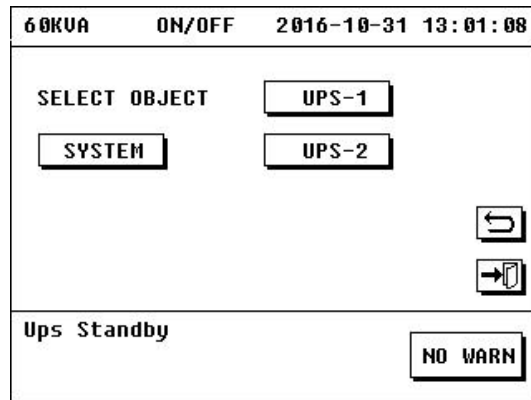 60KVA ON/OFF 2016-10-31 13:01:08
SELECT OBJECT UPS-1
SYSTEM UPS-2
Ups Standby
NO WARN